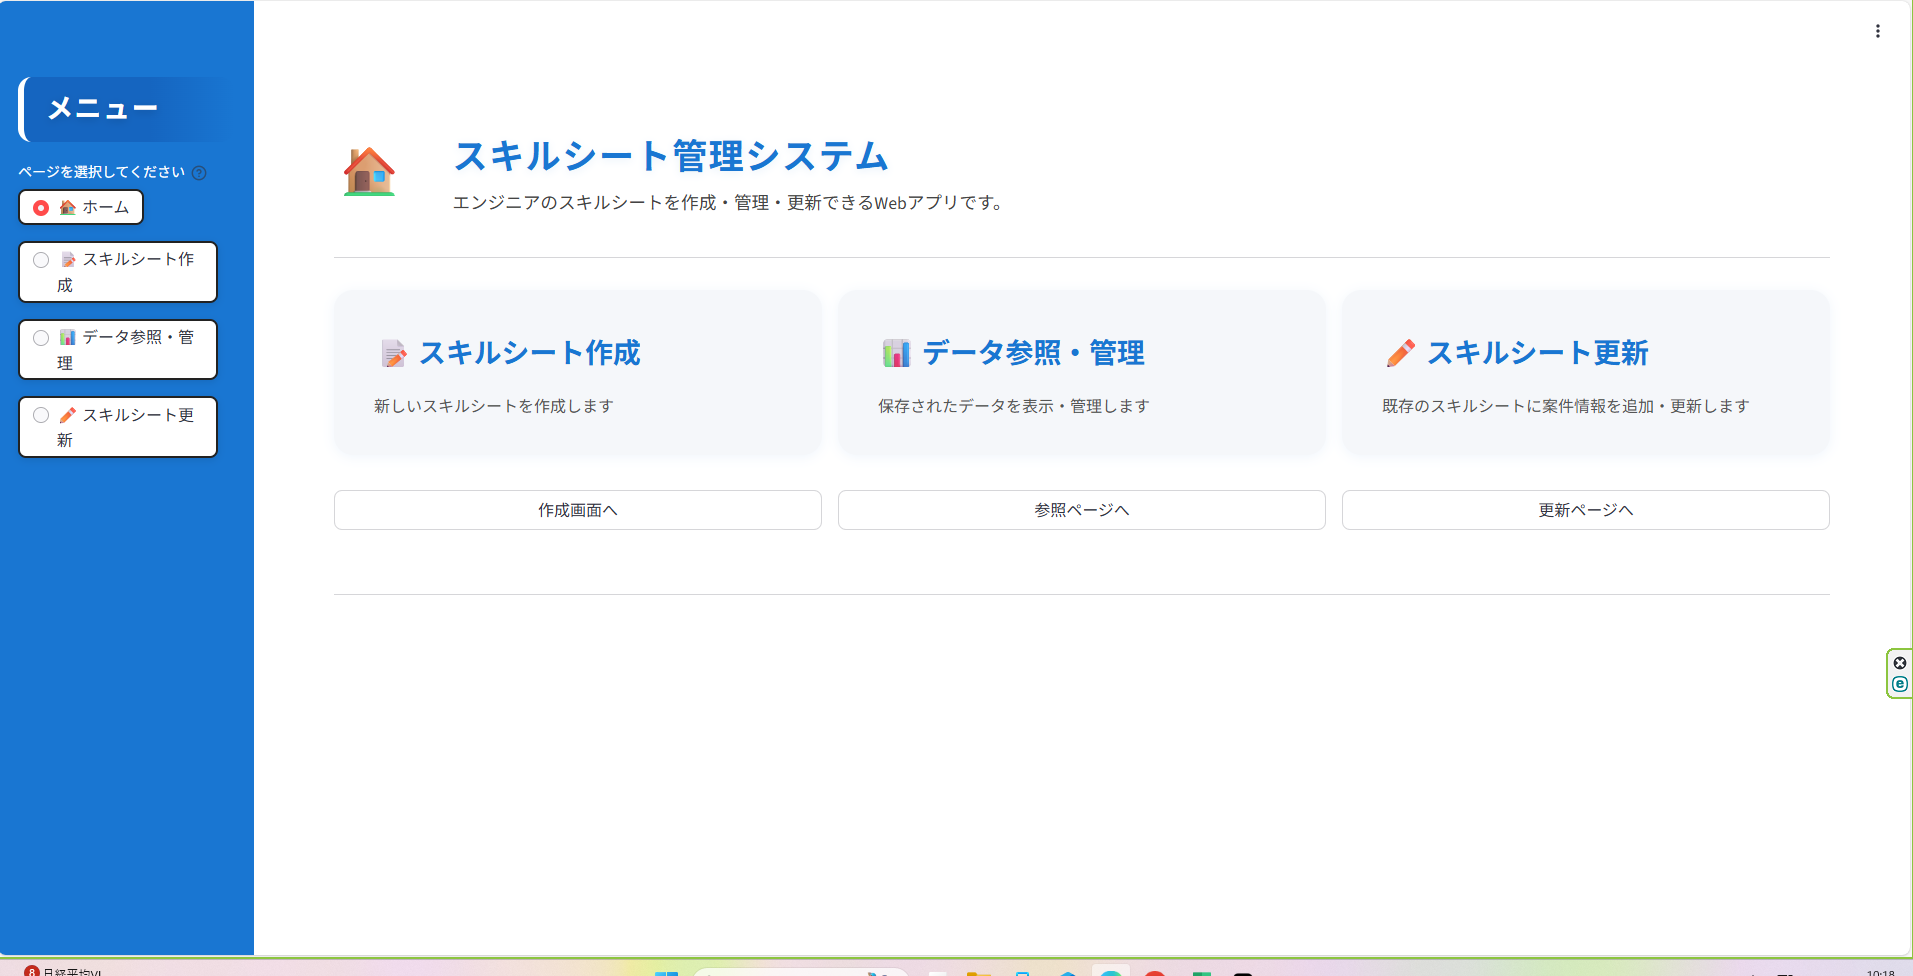 メニュー
ページを選択してください
ホーム
スキルシート作
成
データ参照・管
理
スキルシート更
新
スキルシート管理システム
エンジニアのスキルシートを作成・管理・更新できるWebアプリです。
スキルシート作成
新しいスキルシートを作成します
データ参照・管理
保存されたデータを表示・管理します
スキルシート更新
既存のスキルシートに案件情報を追加・更新します
作成画面へ
参照ページへ
更新ページへ
8
日経平均VI
10:18